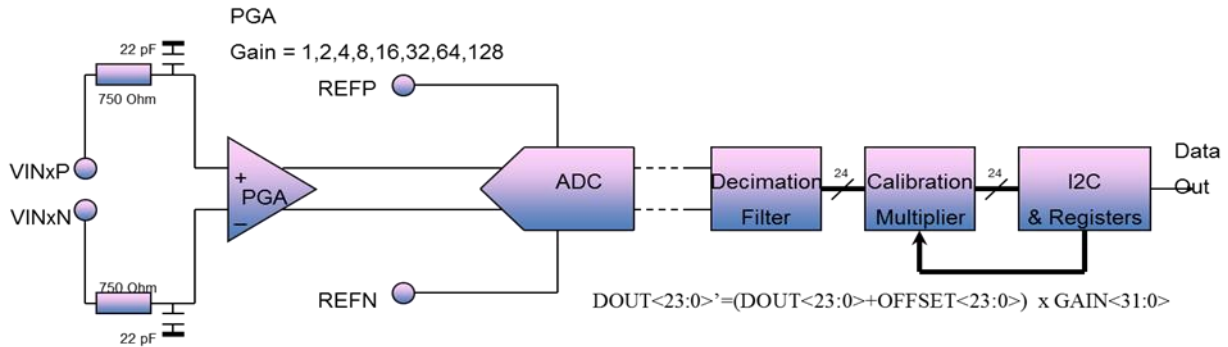 PGA
Gain = 1,2,4,8,16,32,64,128
22 pF
750 Ohm
REFP
VINxP
VINxN
+
PGA
−
ADC
Decimation
Filter
24
Calibration
Multiplier
24
I2C
& Registers
Data
Out
750 Ohm
22 pF
REFN
DOUT<23:0>’=(DOUT<23:0>+OFFSET<23:0>) x GAIN<31:0>